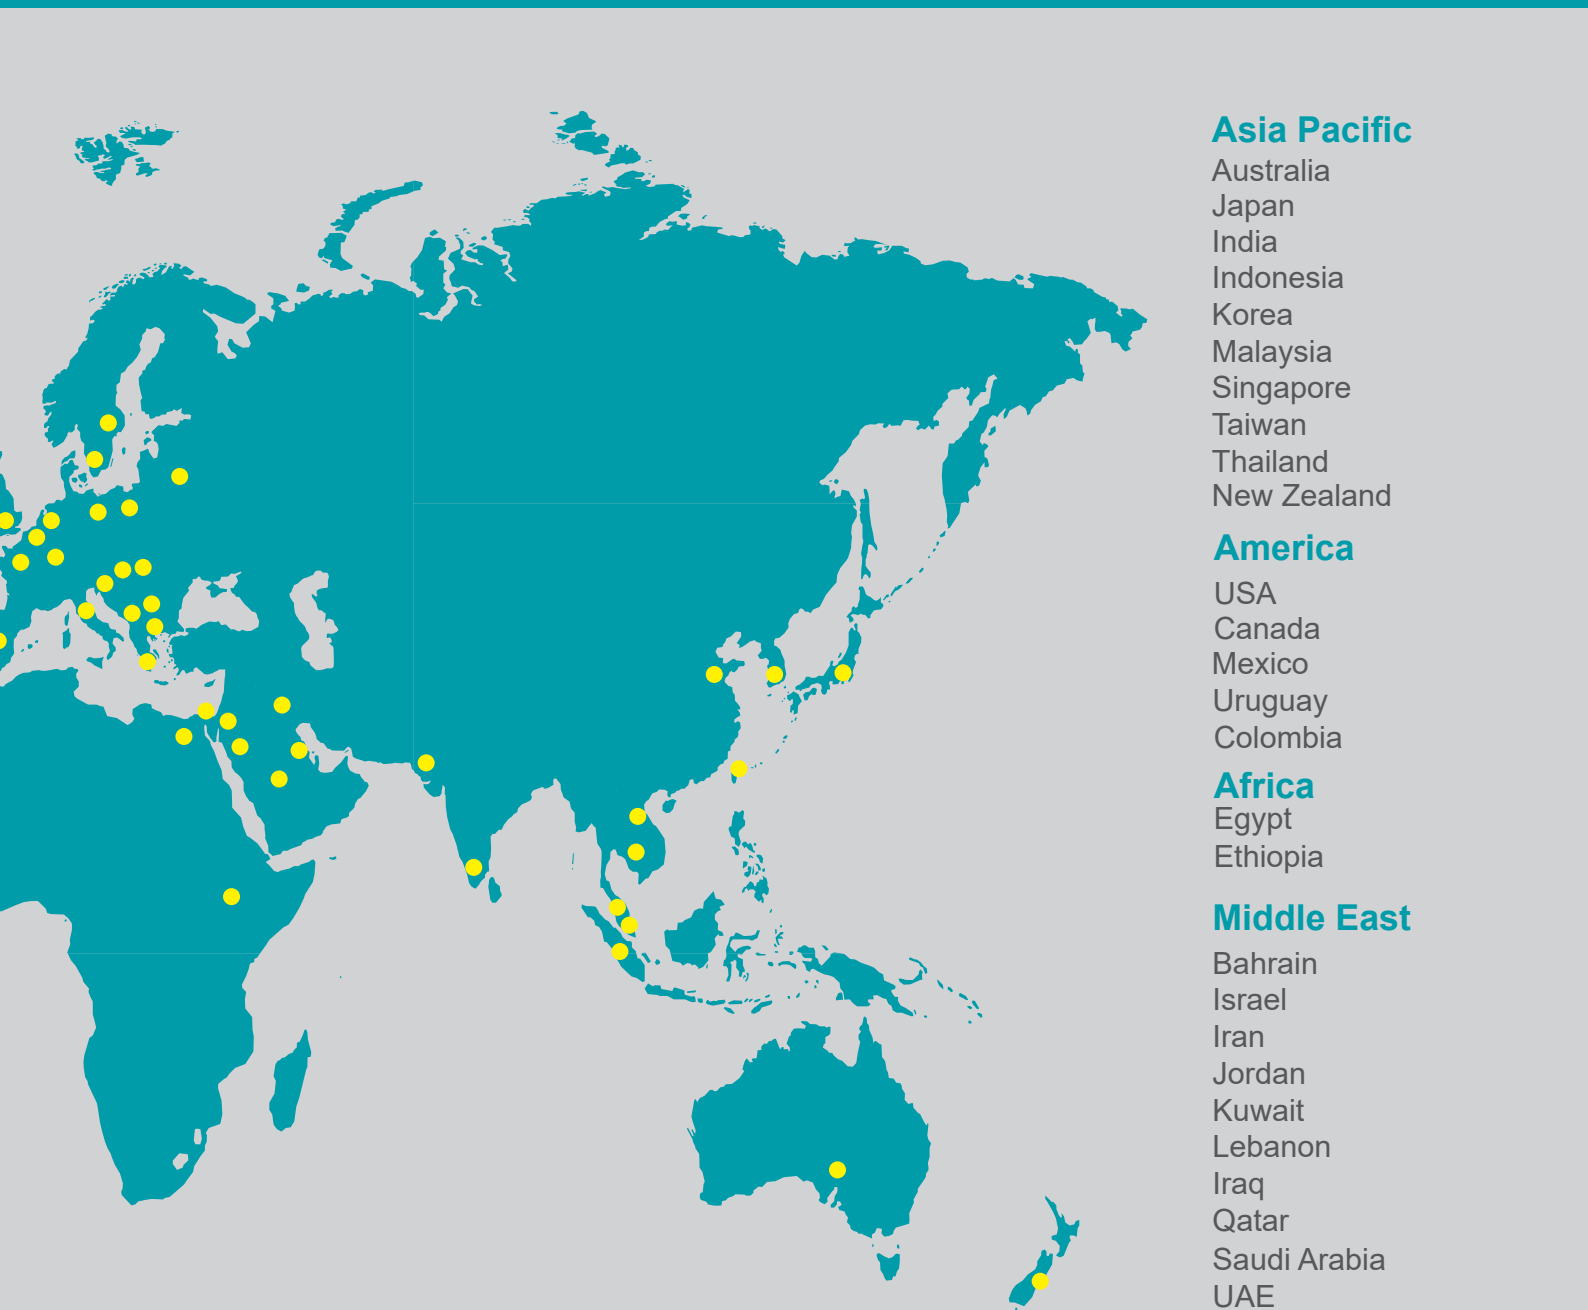 Asia Pacific
Australia
Japan
India
Indonesia
Korea
Malaysia
Singapore
Taiwan
Thailand
New Zealand
America
USA
Canada
Mexico
Uruguay
Colombia
Africa
Egypt
Ethiopia
Middle East
Bahrain
Israel
Iran
Jordan
Kuwait
Lebanon
Iraq
Qatar
Saudi Arabia
UAE